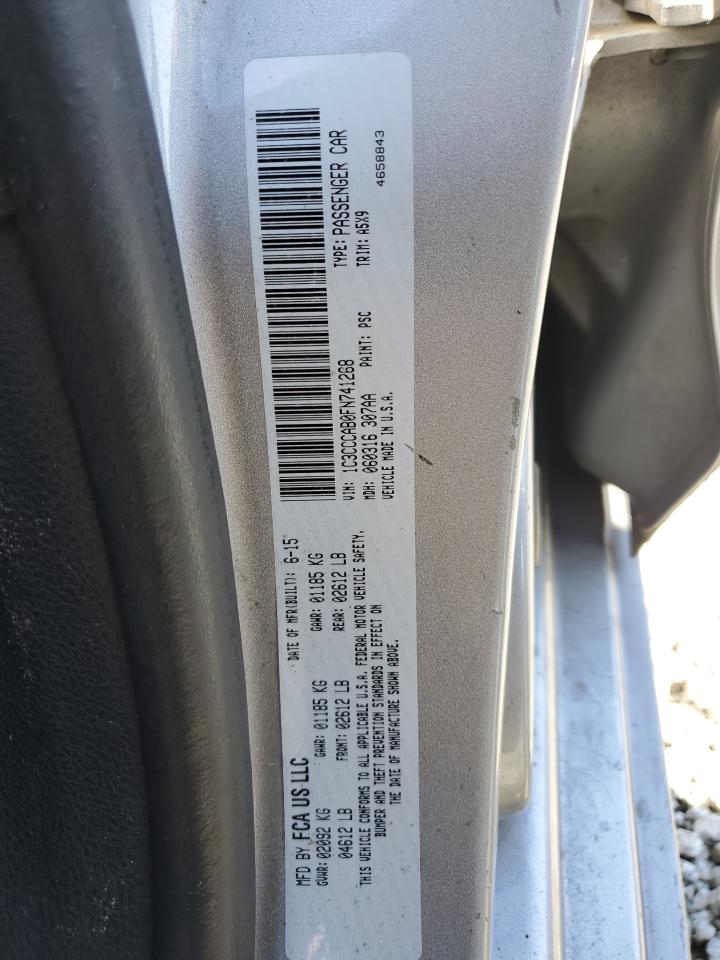 MFD BY FCA US LLC
DATE OF MFR(BUILT): 6-15
GVWR: 02092 KG
GAWR: 01185 KG
GAWR: 01185 KG
04612 LB
FRONT: 02612 LB
REAR: 02612 LB
THIS VEHICLE CONFORMS TO ALL APPLICABLE U.S.A. FEDERAL MOTOR VEHICLE SAFETY,
BUMPER AND THEFT PREVENTION STANDARDS IN EFFECT ON
THE DATE OF MANUFACTURE SHOWN ABOVE.
VIN: 1C3CCCAB0FN741268
TYPE: PASSENGER CAR
MDH: 060316 307AA
PAINT: PSC
TRIM: A5X9
VEHICLE MADE IN U.S.A.
4658843